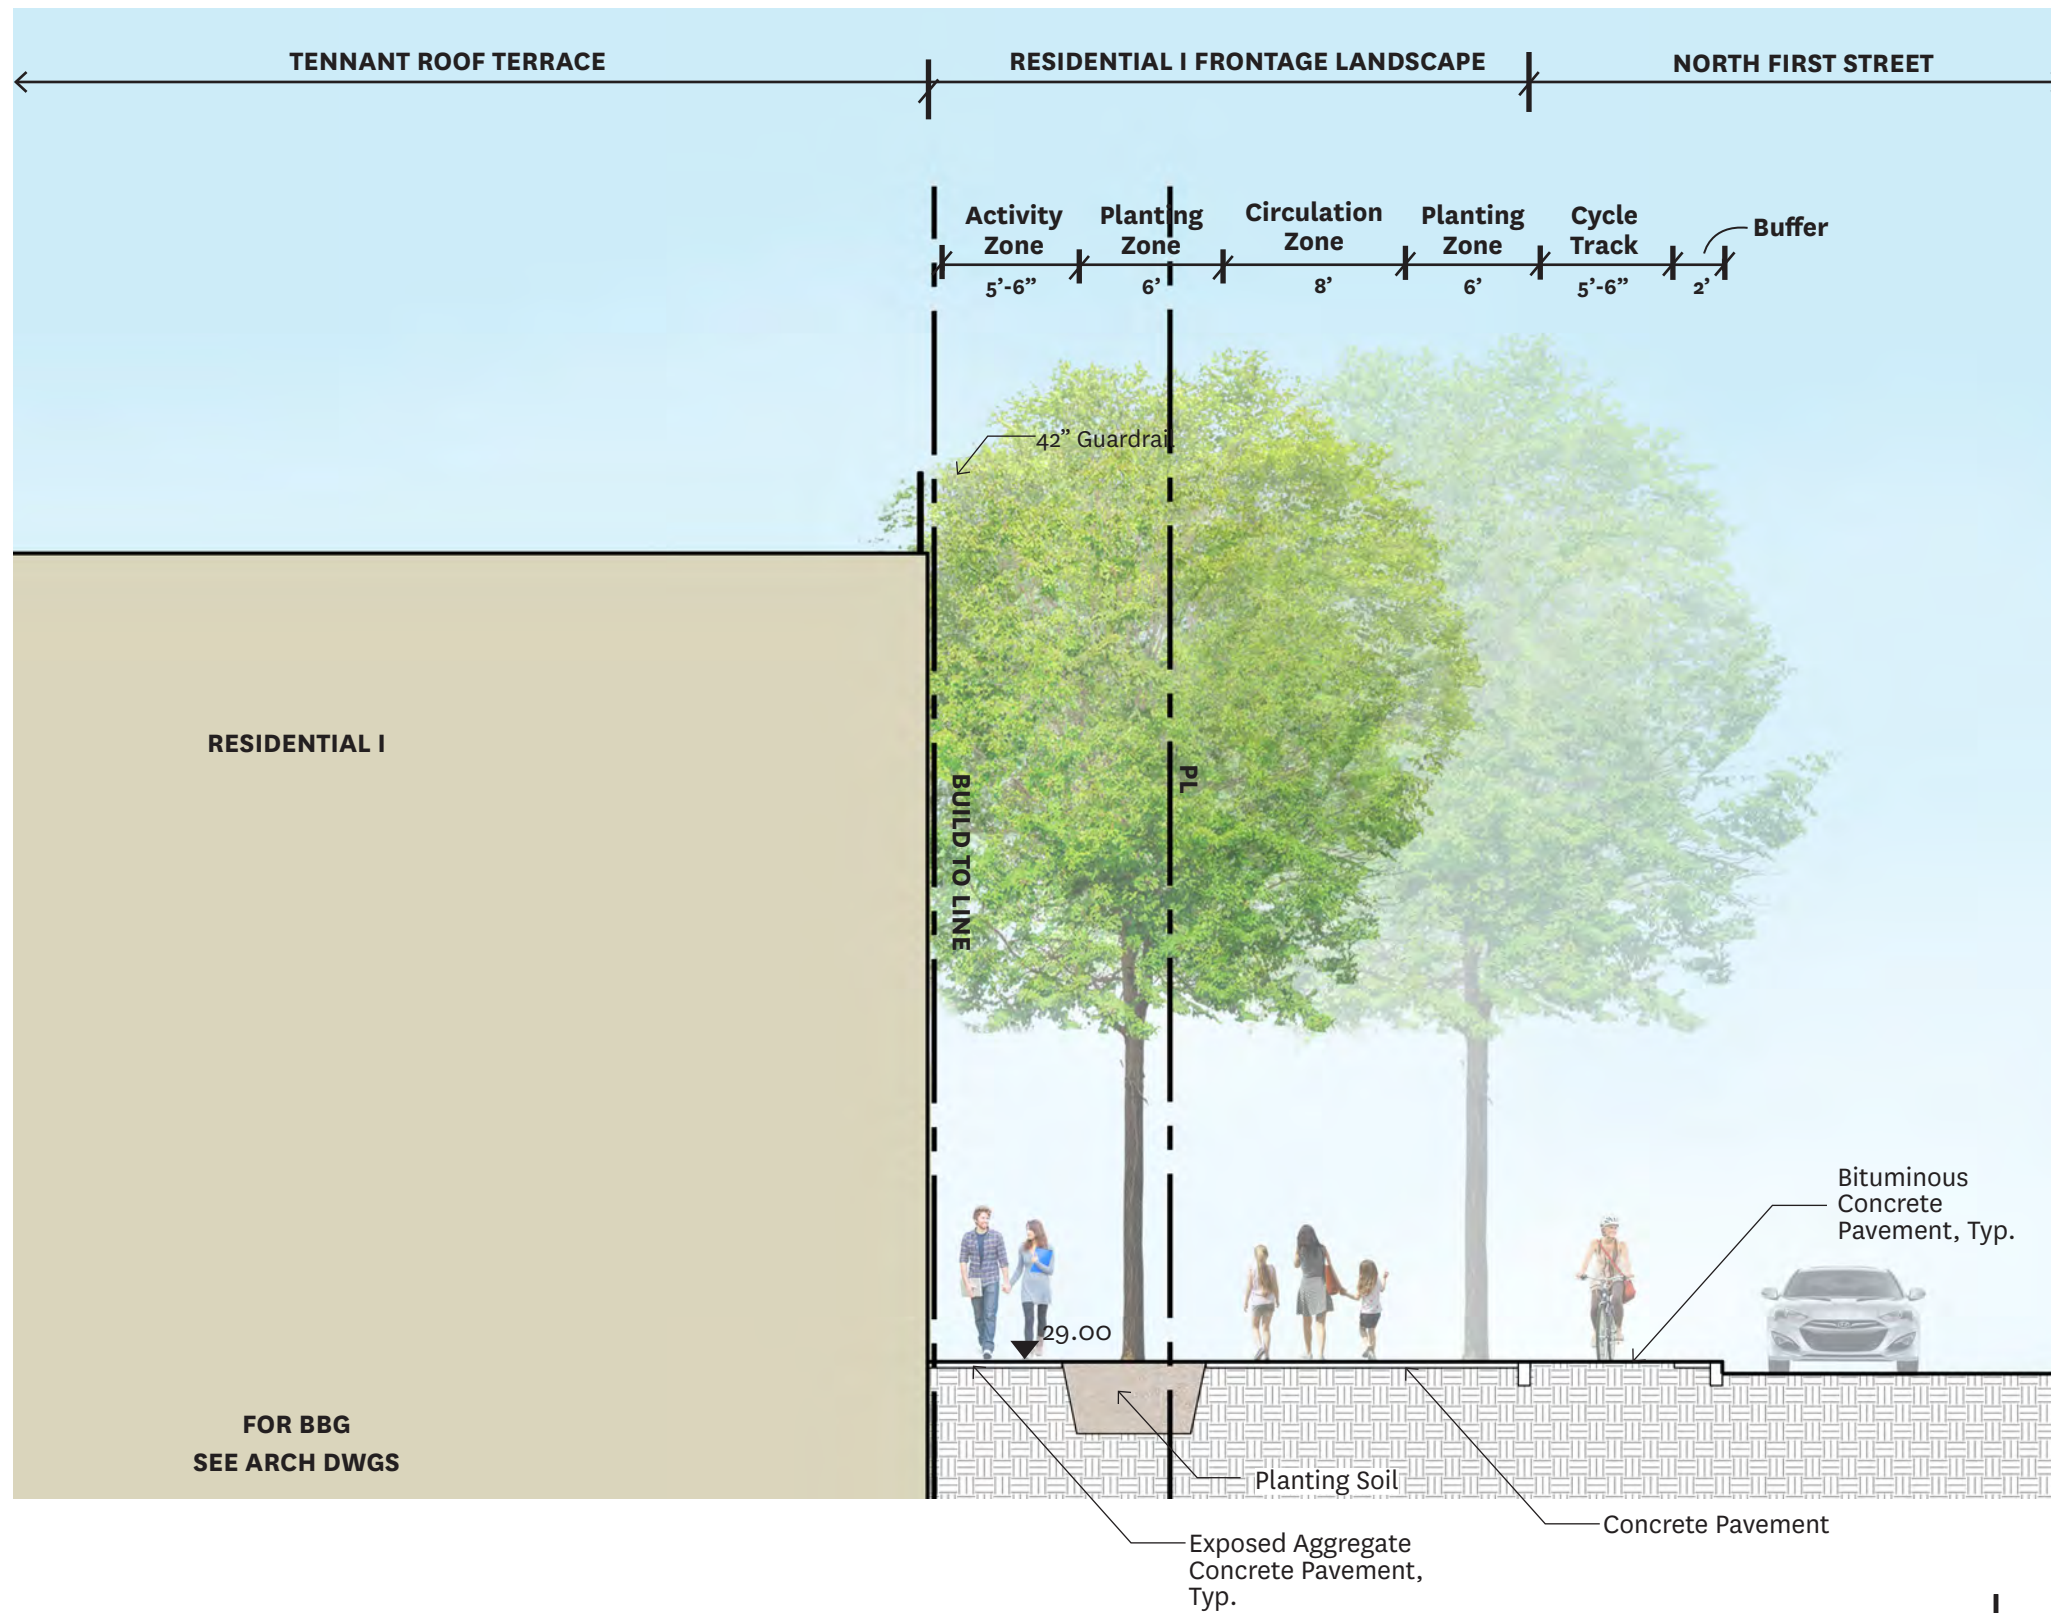 TENNANT ROOF TERRACE
RESIDENTIAL I FRONTAGE LANDSCAPE
NORTH FIRST STREET
Activity
Zone
Planting
Zone
Circulation
Zone
Planting
Zone
Cycle
Track
Buffer
5’-6”
6’
8’
6’
5’-6”
2’
42” Guardrail
RESIDENTIAL I
BUILD TO LINE
PL
Bituminous
Concrete
Pavement, Typ.
29.00
FOR BBG
SEE ARCH DWGS
Planting Soil
Concrete Pavement
Exposed Aggregate
Concrete Pavement,
Typ.